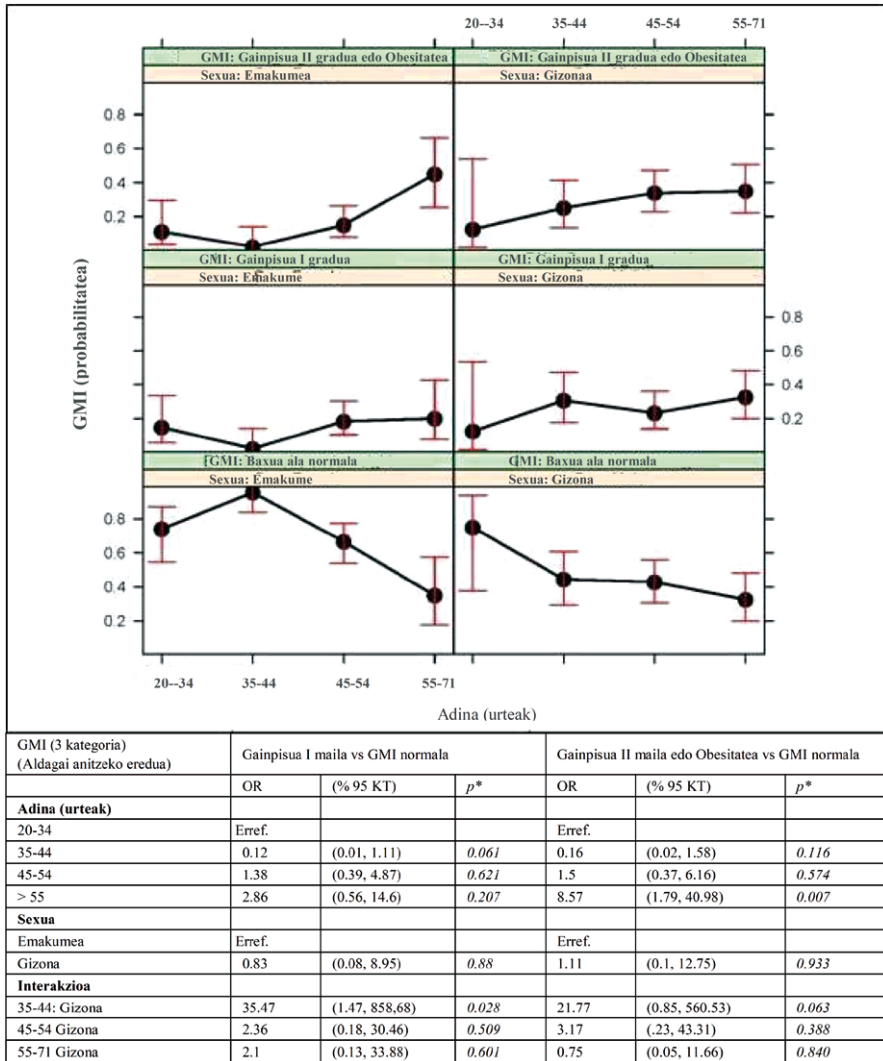 20--34 35-44 45-54 55-71
GMI: Gainpisua II gradua edo Obesitatea GMI: Gainpisua II gradua edo Obesitatea
Sexua: Emakumea Sexua: Gizonaa
0.8
0.6
0.4
0.2
GMI: Gainpisua I gradua GMI: Gainpisua I gradua
Sexua: Emakume Sexua: Gizona
0.8
0.6
0.4
0.2
GMI (probabilitatea)
GMI: Baxua ala normala GMI: Baxua ala normala
Sexua: Emakume Sexua: Gizona
0.8
0.6
0.4
0.2
20--34 35-44 45-54 55-71
Adina (urteak)
GMI (3 kategoria) Gainpisua I maila vs GMI normala Gainpisua II maila edo Obesitatea vs GMI normala
(Aldagai anitzeko eredua)
OR (% 95 KT) p* OR (% 95 KT) p*
Adina (urteak)
20-34 Erref. Erref.
35-44 0.12 (0.01, 1.11) 0.061 0.16 (0.02, 1.58) 0.116
45-54 1.38 (0.39, 4.87) 0.621 1.5 (0.37, 6.16) 0.574
> 55 2.86 (0.56, 14.6) 0.207 8.57 (1.79, 40.98) 0.007
Sexua
Emakumea Erref. Erref.
Gizona 0.83 (0.08, 8.95) 0.88 1.11 (0.1, 12.75) 0.933
Interakzioa
35-44: Gizona 35.47 (1.47, 858,68) 0.028 21.77 (0.85, 560.53) 0.063
45-54 Gizona 2.36 (0.18, 30.46) 0.509 3.17 (.23, 43.31) 0.388
55-71 Gizona 2.1 (0.13, 33.88) 0.601 0.75 (0.05, 11.66) 0.840